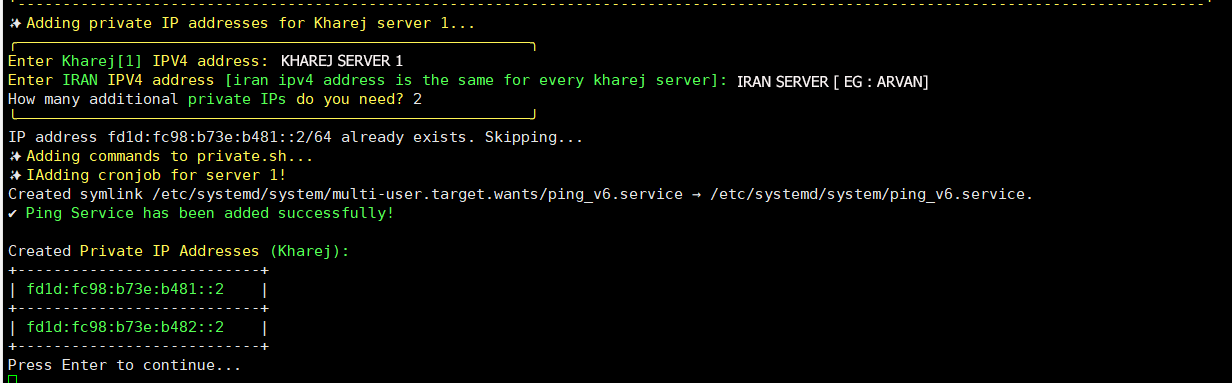 ✨Adding private IP addresses for Kharej server 1...
Enter Kharej[1] IPV4 address: KHAREJ SERVER 1
Enter IRAN IPV4 address [iran ipv4 address is the same for every kharej server]: IRAN SERVER [ EG : ARVAN]
How many additional private IPs do you need? 2
IP address fd1d:fc98:b73e:b481::2/64 already exists. Skipping...
✨Adding commands to private.sh...
✨IAdding cronjob for server 1!
Created symlink /etc/systemd/system/multi-user.target.wants/ping_v6.service → /etc/systemd/system/ping_v6.service.
✔ Ping Service has been added successfully!
Created Private IP Addresses (Kharej):
+---------------------------+
| fd1d:fc98:b73e:b481::2    |
+---------------------------+
| fd1d:fc98:b73e:b482::2    |
+---------------------------+
Press Enter to continue...